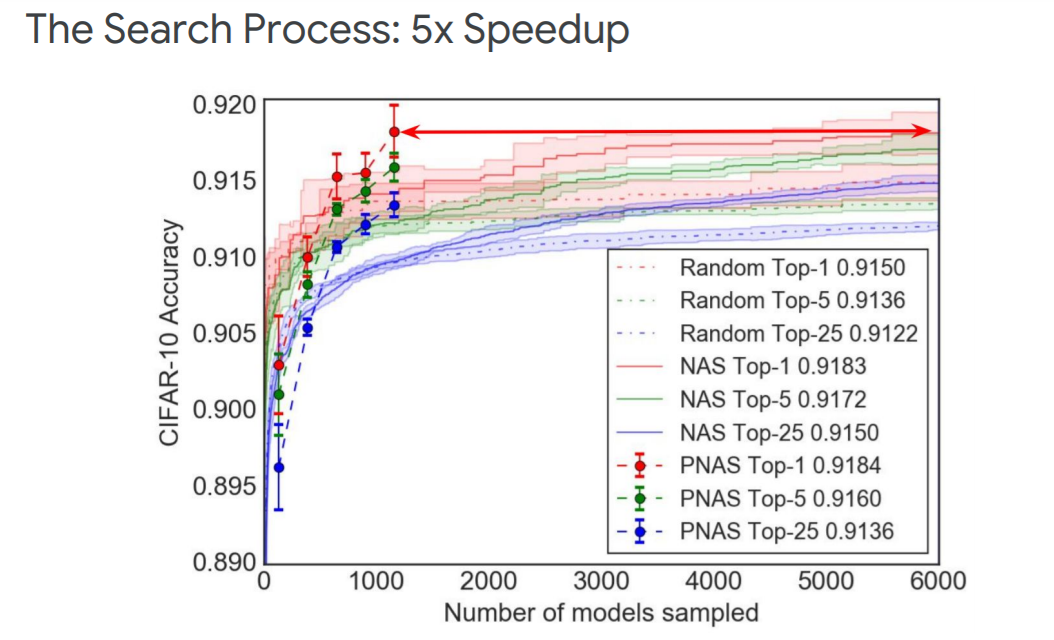 The Search Process: 5x Speedup
0.920
0.915
0.910
0.905
0.900
0.895
0.890
CIFAR-10 Accuracy
0 1000 2000 3000 4000 5000 6000
Number of models sampled
Random Top-1 0.9150
Random Top-5 0.9136
Random Top-25 0.9122
NAS Top-1 0.9183
NAS Top-5 0.9172
NAS Top-25 0.9150
PNAS Top-1 0.9184
PNAS Top-5 0.9160
PNAS Top-25 0.9136